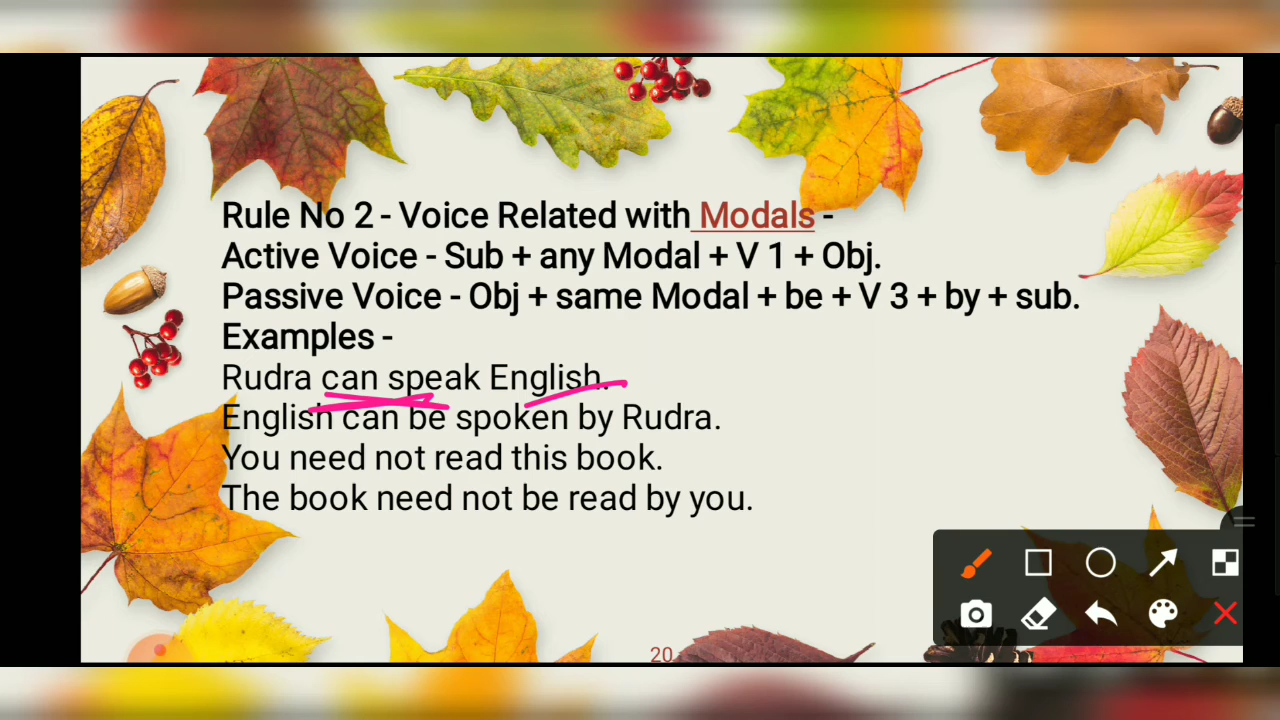 Rule No 2 - Voice Related with Modals -
Active Voice - Sub + any Modal + V 1 + Obj.
Passive Voice - Obj + same Modal + be + V 3 + by + sub.
Examples -
Rudra can speak English.
English can be spoken by Rudra.
You need not read this book.
The book need not be read by you.
20